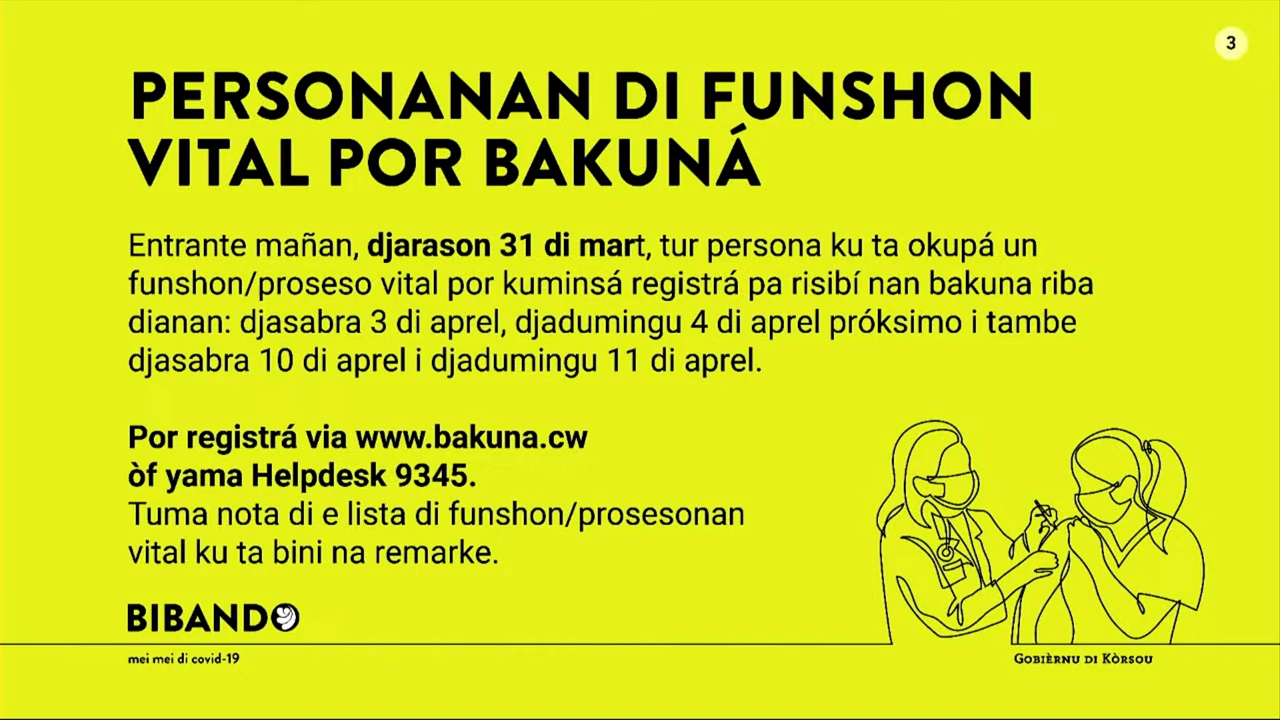 3
PERSONANAN DI FUNSHON
VITAL POR BAKUNÁ
Entrante mañan, djarason 31 di mart, tur persona ku ta okupá un
funshon/proseso vital por kuminsá registrá pa risibí nan bakuna riba
dianan: djasabra 3 di aprel, djadumingu 4 di aprel próksimo i tambe
djasabra 10 di aprel i djadumingu 11 di aprel.
Por registrá via www.bakuna.cw
òf yama Helpdesk 9345.
Tuma nota di e lista di funshon/prosesonan
vital ku ta bini na remarke.
BIBANDO
mei mei di covid-19
GOBIÈRNU DI KÒRSOU